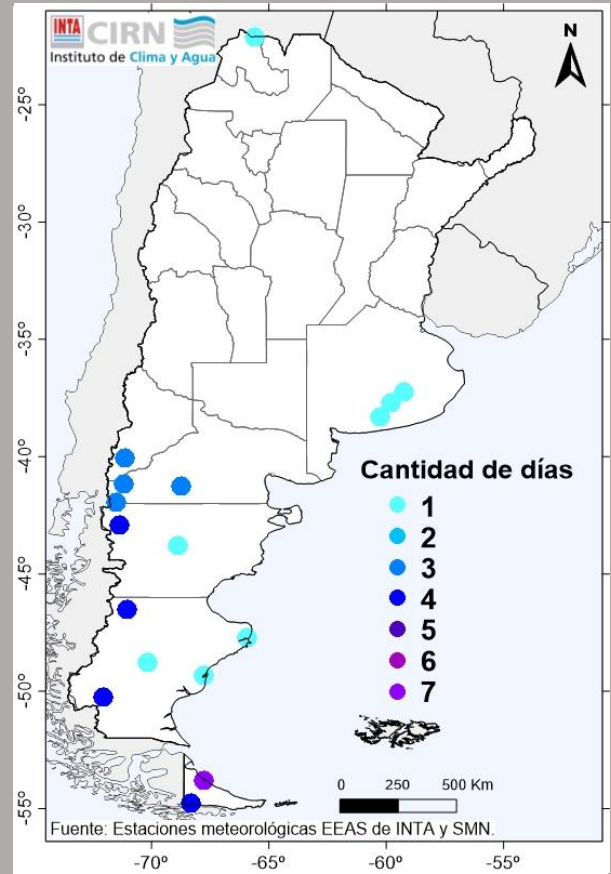 INTA CIRN
Instituto de Clima y Agua
N
-25°
-30°
-35°
-40°
-45°
-50°
-55°
Cantidad de días
1
2
3
4
5
6
7
0 250 500 Km
Fuente: Estaciones meteorológicas EEAS de INTA y SMN.
-70° -65° -60° -55°